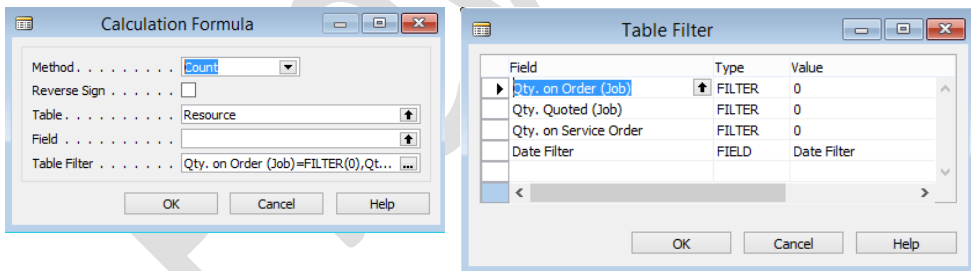 Calculation Formula
Method. . . . . . . . . Count
Reverse Sign . . . . . .
Table. . . . . . . . . . Resource
Field . . . . . . . . . .
Table Filter . . . . . . . Qty. on Order (Job)=FILTER(0),Qt... ...
OK Cancel Help
Table Filter
Field Type Value
Qty. on Order (Job) FILTER 0
Qty. Quoted (Job) FILTER 0
Qty. on Service Order FILTER 0
Date Filter FIELD Date Filter
OK Cancel Help